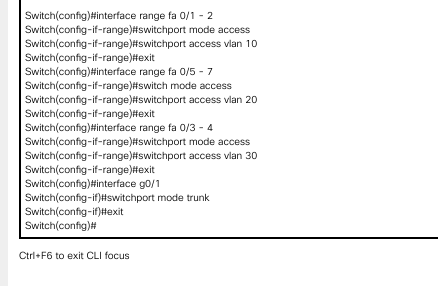 Switch(config)#interface range fa 0/1 - 2
Switch(config-if-range)#switchport mode access
Switch(config-if-range)#switchport access vlan 10
Switch(config-if-range)#exit
Switch(config)#interface range fa 0/5 - 7
Switch(config-if-range)#switch mode access
Switch(config-if-range)#switchport access vlan 20
Switch(config-if-range)#exit
Switch(config)#interface range fa 0/3 - 4
Switch(config-if-range)#switchport mode access
Switch(config-if-range)#switchport access vlan 30
Switch(config-if-range)#exit
Switch(config)#interface g0/1
Switch(config-if)#switchport mode trunk
Switch(config-if)#exit
Switch(config)#
Ctrl+F6 to exit CLI focus